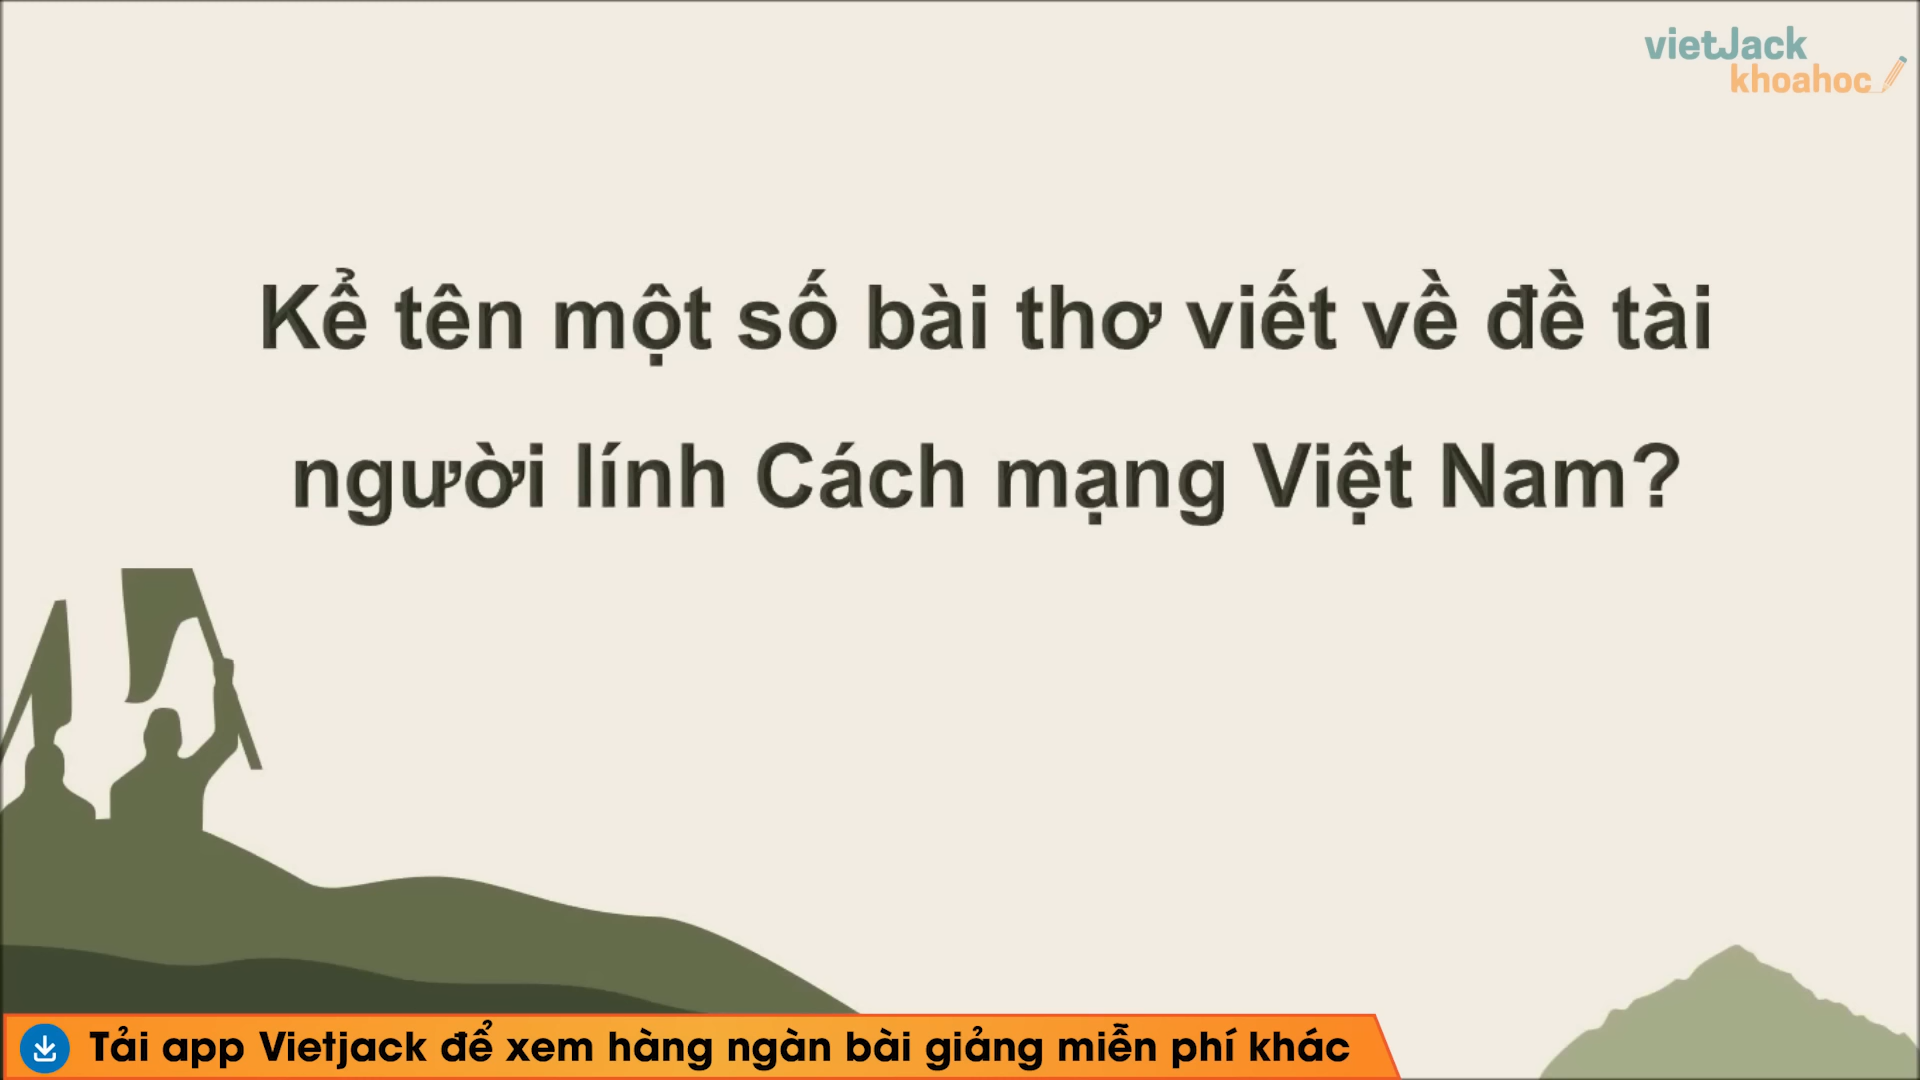 vietJack
khoahoc
Kể tên một số bài thơ viết về đề tài
người lính Cách mạng Việt Nam?
Tải app Vietjack để xem hàng ngàn bài giảng miễn phí khác